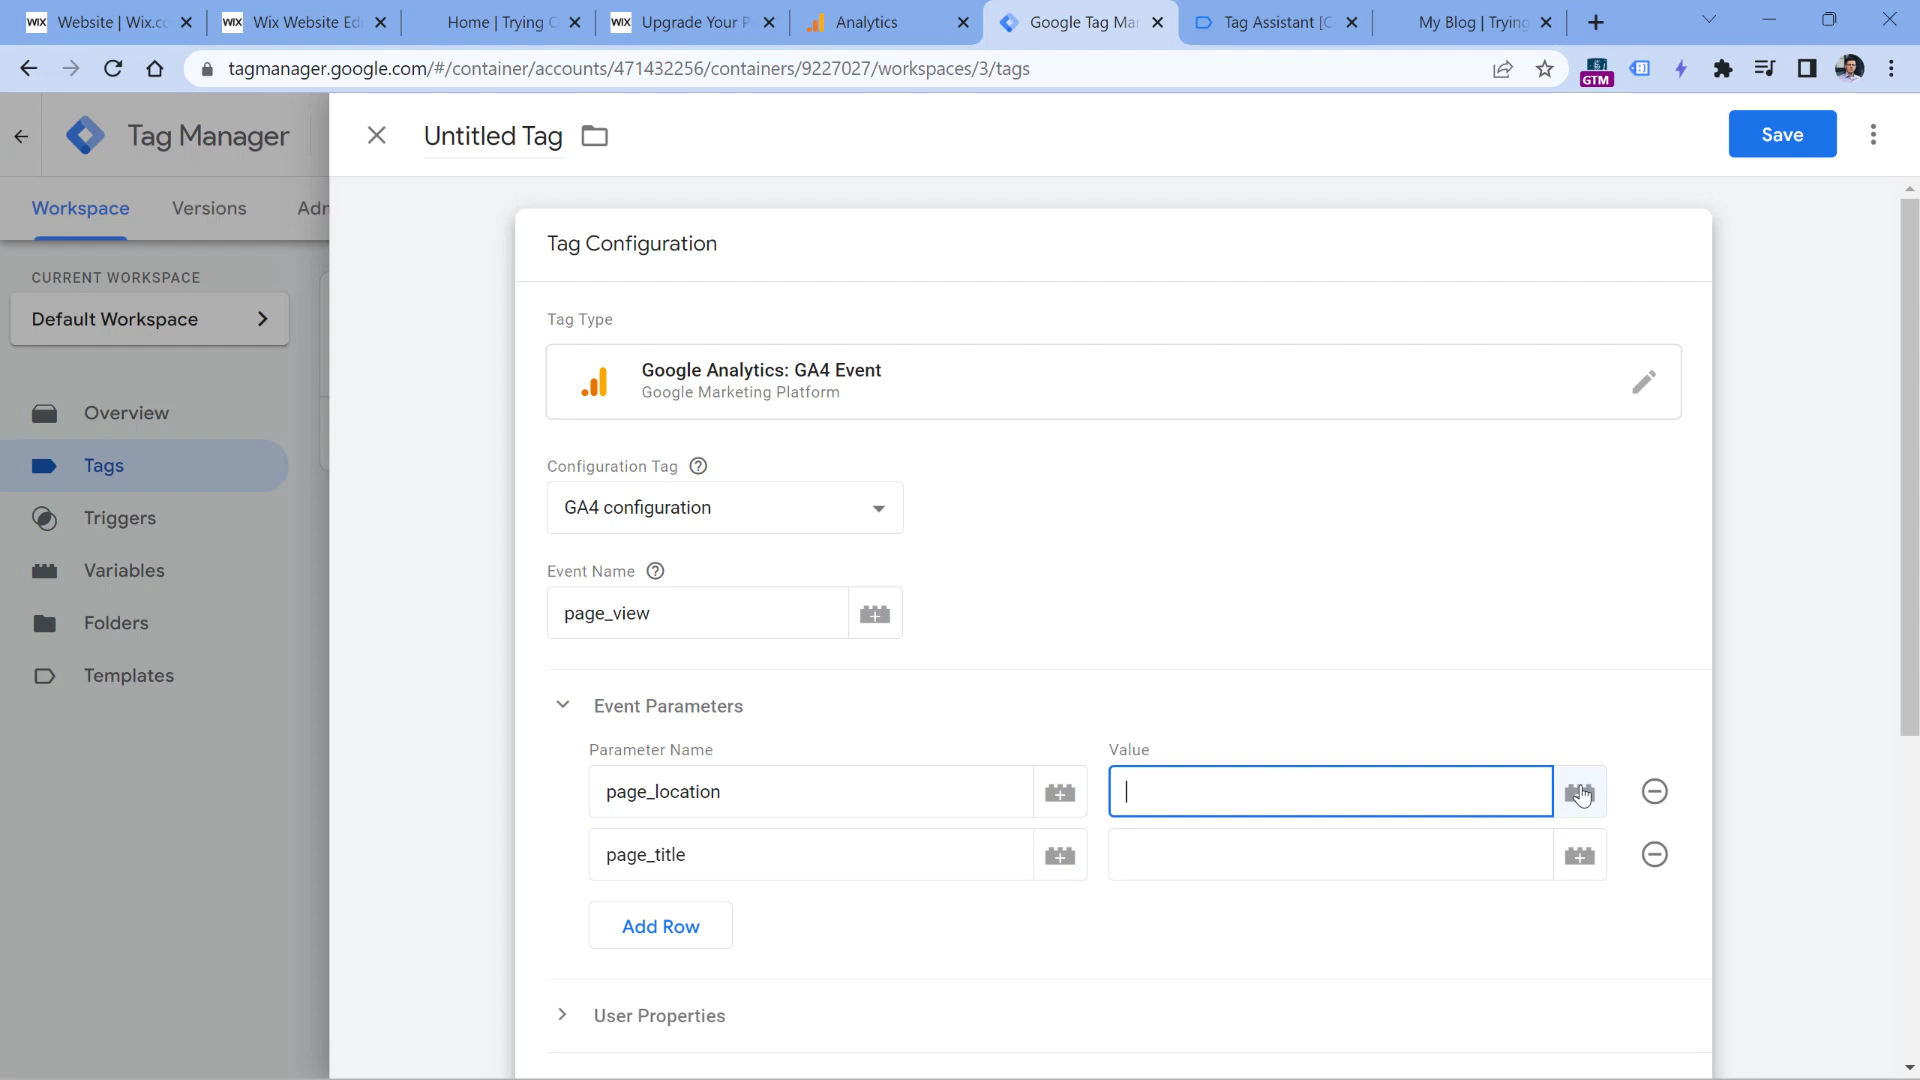 WIX Website | Wix.c
WIX Wix Website Ed
Home | Trying
WIX Upgrade Your P
Analytics
Google Tag Ma
Tag Assistant [
My Blog | Trying
tagmanager.google.com/#/container/accounts/471432256/containers/9227027/workspaces/3/tags
GTM
Tag Manager
Untitled Tag
Save
Workspace
Versions
Adr
Tag Configuration
CURRENT WORKSPACE
Default Workspace
Tag Type
Google Analytics: GA4 Event
Google Marketing Platform
Overview
Tags
Triggers
Variables
Folders
Templates
Configuration Tag
GA4 configuration
Event Name
page_view
Event Parameters
Parameter Name
Value
page_location
page_title
Add Row
User Properties